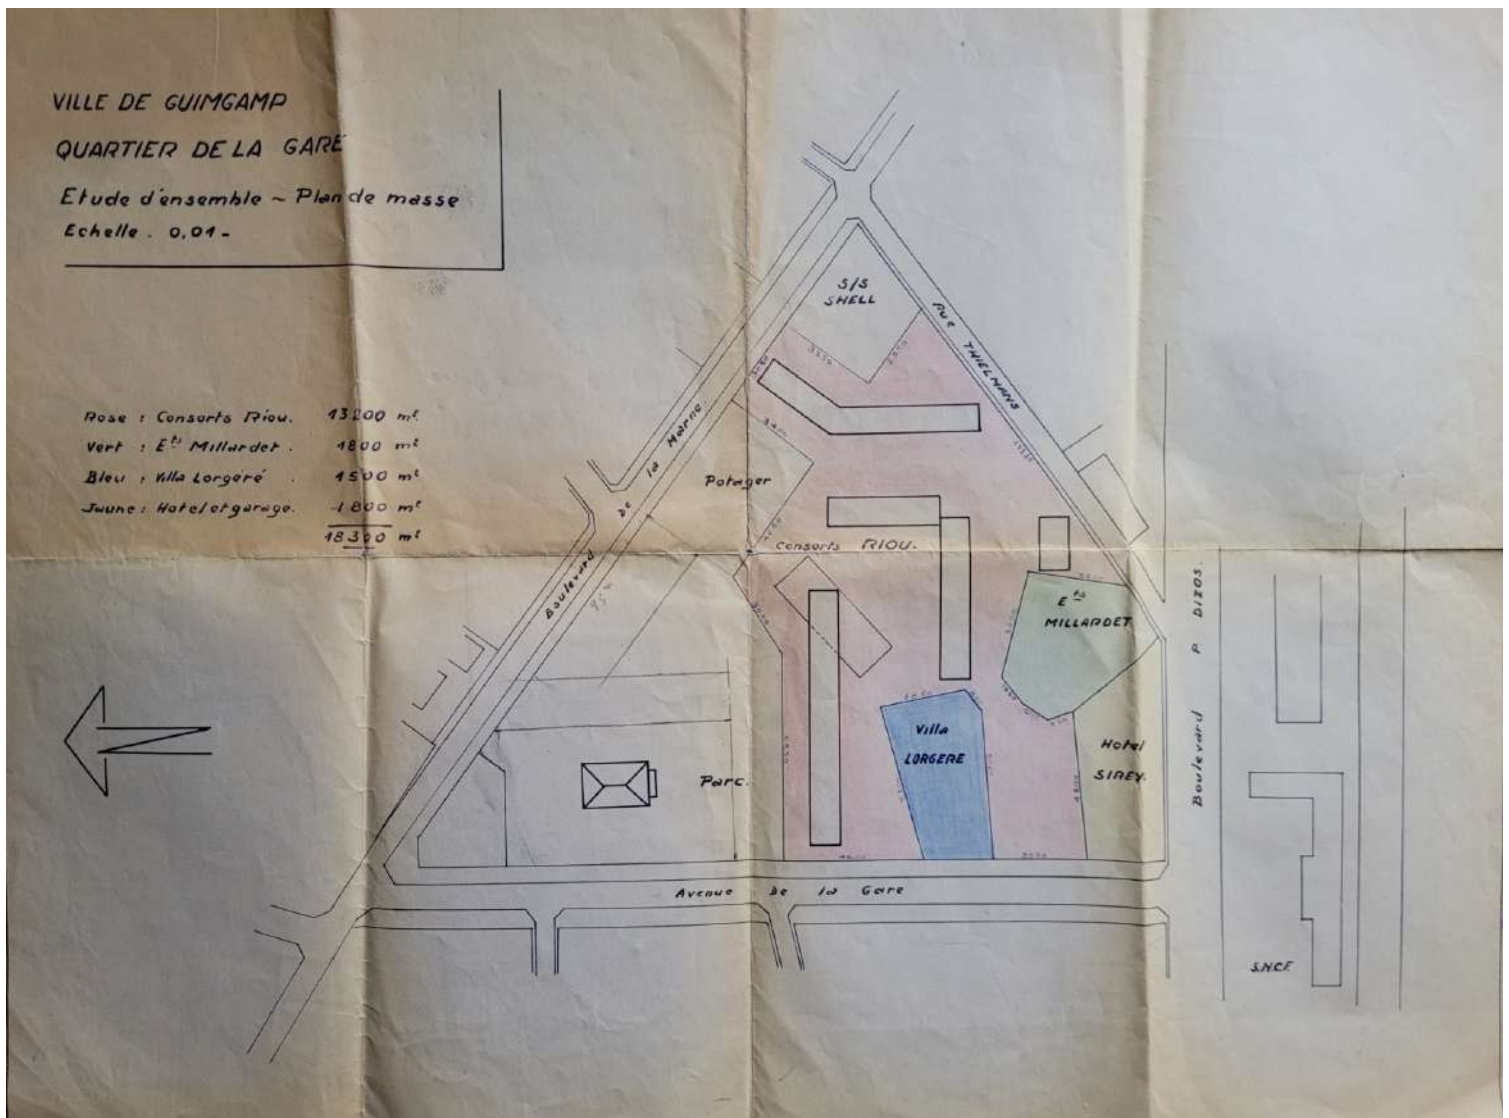 VILLE DE GUIMGAMP
QUARTIER DE LA GARE
Etude d'ensemble ~ Plan de masse
Echelle . 0,01 -
Rose : Consorts Riou. 13200 m²
Vert : Ets Millardet . 1800 m²
Bleu : Villa Lorgéré . 1500 m²
Jaune : Hotel et garage. 1800 m²
18300 m²
S/S
SHELL
Rue THIELMANS
Boulevard De la Marne.
Potager
Consorts RIOU.
Ets
MILLARDET
Villa
LORGERE
Hotel
SIREY.
Parc.
Boulevard P DIZOS.
Avenue De la Gare
S.N.C.F.